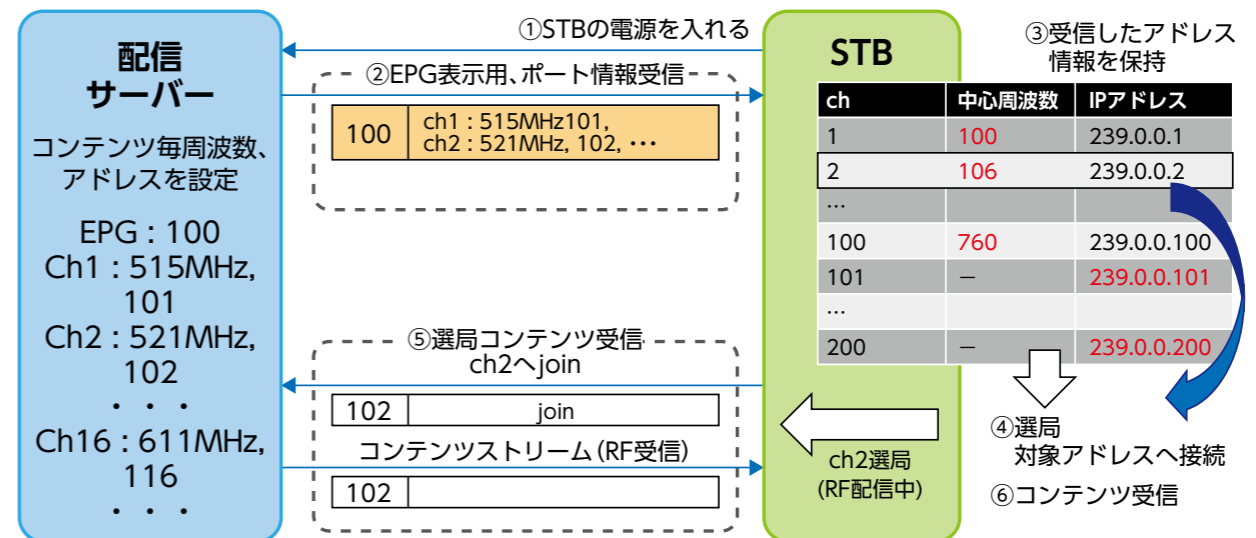 配信
サーバー
コンテンツ毎周波数、
アドレスを設定
EPG : 100
Ch1 : 515MHz,
101
Ch2 : 521MHz,
102
・ ・ ・
Ch16 : 611MHz,
116
・ ・ ・
①STBの電源を入れる
②EPG表示用、ポート情報受信
100
ch1 : 515MHz101,
ch2 : 521MHz, 102, ・・・
⑤選局コンテンツ受信
ch2へjoin
102 join
コンテンツストリーム(RF受信)
102
STB
③受信したアドレス
情報を保持
ch 中心周波数 IPアドレス
1 100 239.0.0.1
2 106 239.0.0.2
…
100 760 239.0.0.100
101 － 239.0.0.101
…
200 － 239.0.0.200
ch2選局
(RF配信中)
④選局
対象アドレスへ接続
⑥コンテンツ受信